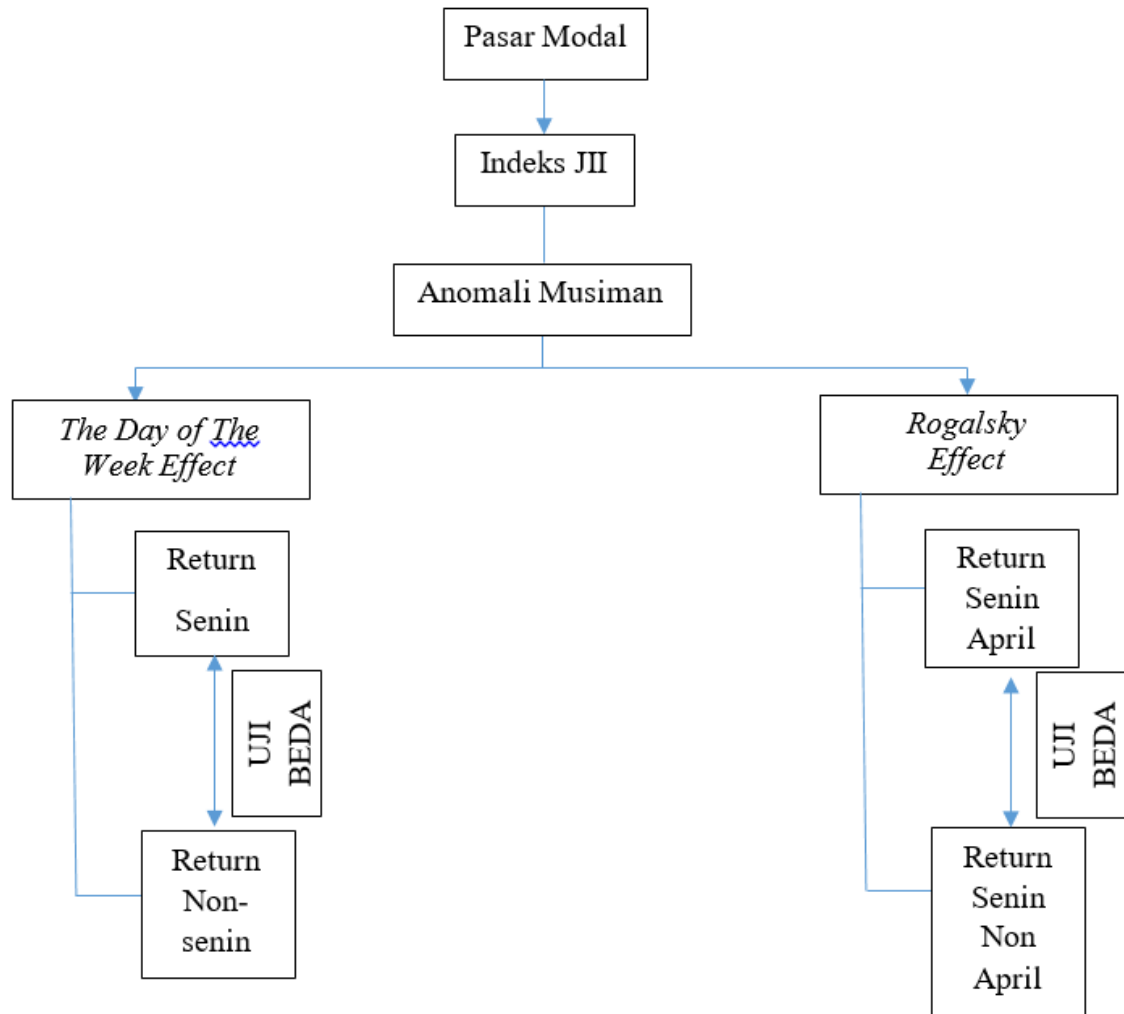 Pasar Modal
Indeks JII
Anomali Musiman
The Day of The
Week Effect
Rogalsky
Effect
Return
Senin
Return
Senin
April
UJI
BEDA
UJI
BEDA
Return
Non-
senin
Return
Senin
Non
April